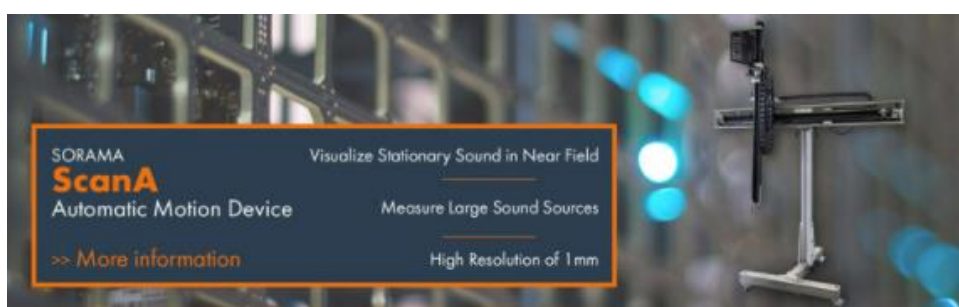 SORAMA
ScanA
Automatic Motion Device
>> More information
Visualize Stationary Sound in Near Field
Measure Large Sound Sources
High Resolution of 1mm